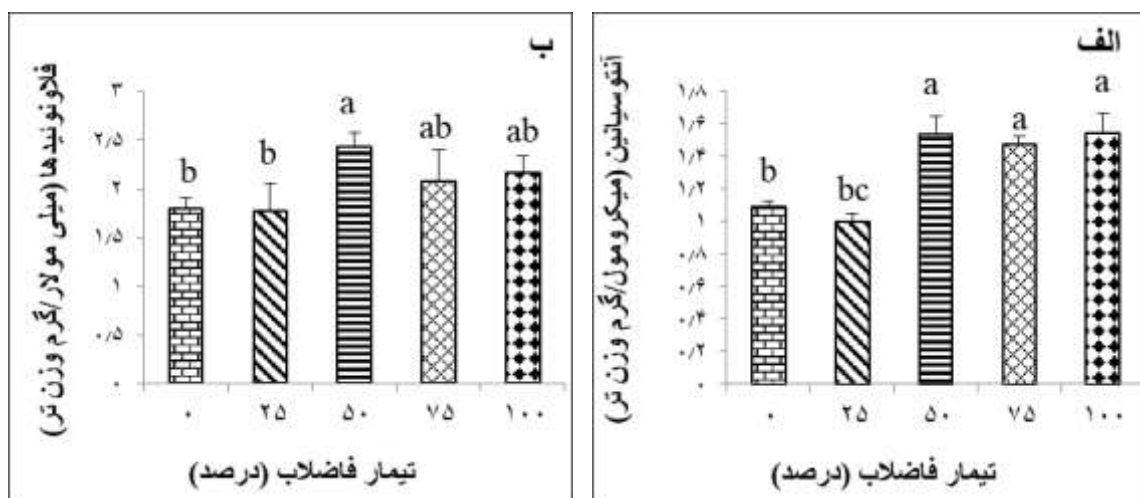 الف
آنتوسیانین (میکرومول/گرم وزن تر)
۱٫۸
۱٫۶
۱٫۴
۱٫۲
۱
۰٫۸
۰٫۶
۰٫۴
۰٫۲
۰
b
bc
a
a
a
۰ ۲۵ ۵۰ ۷۵ ۱۰۰
تیمار فاضلاب (درصد)
ب
فلاونوئیدها (میلی مولار/گرم وزن تر)
۳
۲٫۵
۲
۱٫۵
۱
۰٫۵
۰
b
b
a
ab
ab
۰ ۲۵ ۵۰ ۷۵ ۱۰۰
تیمار فاضلاب (درصد)